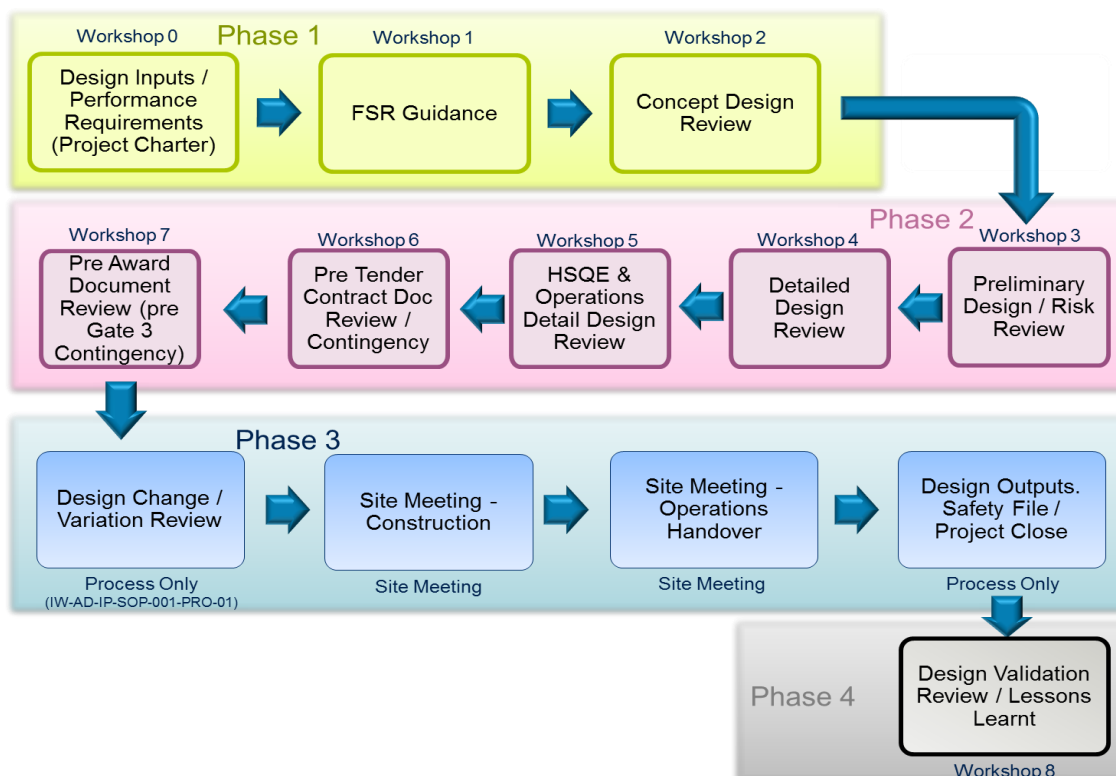 Phase 1
Workshop 0
Workshop 1
Workshop 2
Design Inputs /
Performance
Requirements
(Project Charter)
FSR Guidance
Concept Design
Review
Phase 2
Workshop 7
Workshop 6
Workshop 5
Workshop 4
Workshop 3
Pre Award
Document
Review (pre
Gate 3
Contingency)
Pre Tender
Contract Doc
Review /
Contingency
HSQE &
Operations
Detail Design
Review
Detailed
Design
Review
Preliminary
Design / Risk
Review
Phase 3
Design Change /
Variation Review
Site Meeting -
Construction
Site Meeting -
Operations
Handover
Design Outputs.
Safety File /
Project Close
Process Only
(IW-AD-IP-SOP-001-PRO-01)
Site Meeting
Site Meeting
Process Only
Phase 4
Design Validation
Review / Lessons
Learnt
Workshop 8